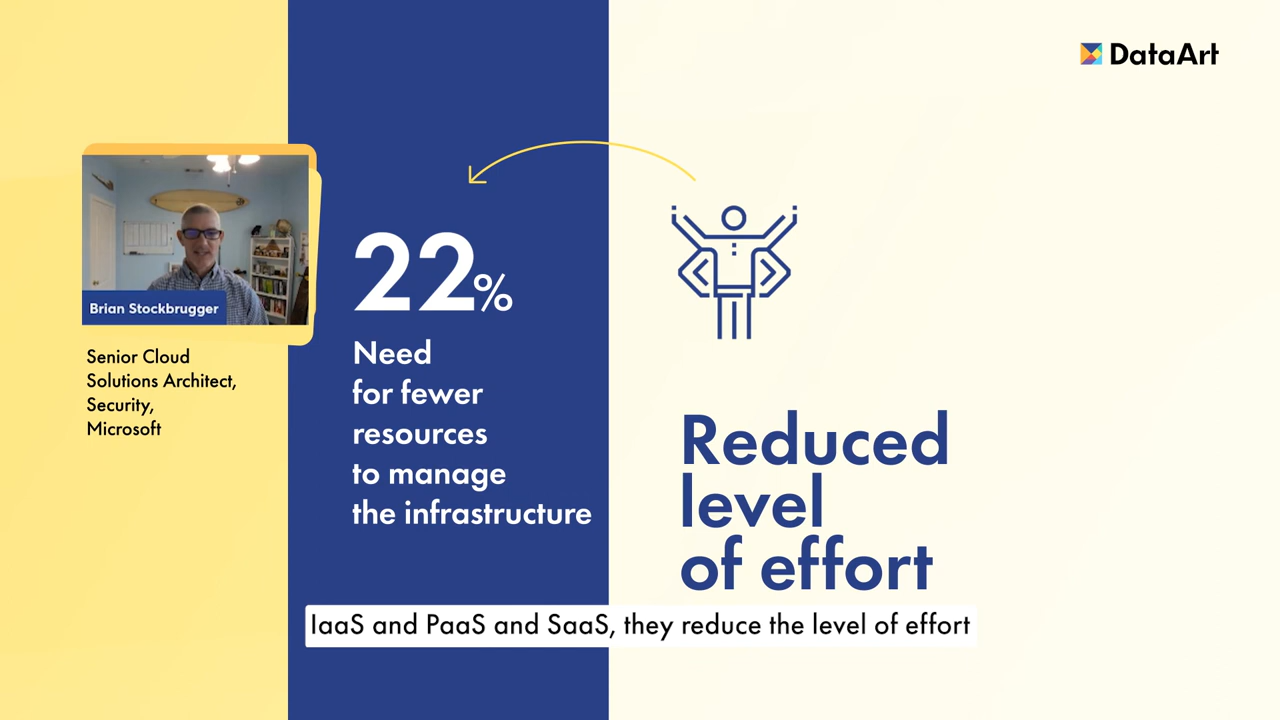 DataArt
Brian Stockbrugger
Senior Cloud
Solutions Architect,
Security,
Microsoft
22%
Need
for fewer
resources
to manage
the infrastructure
Reduced
level
of effort
IaaS and PaaS and SaaS, they reduce the level of effort